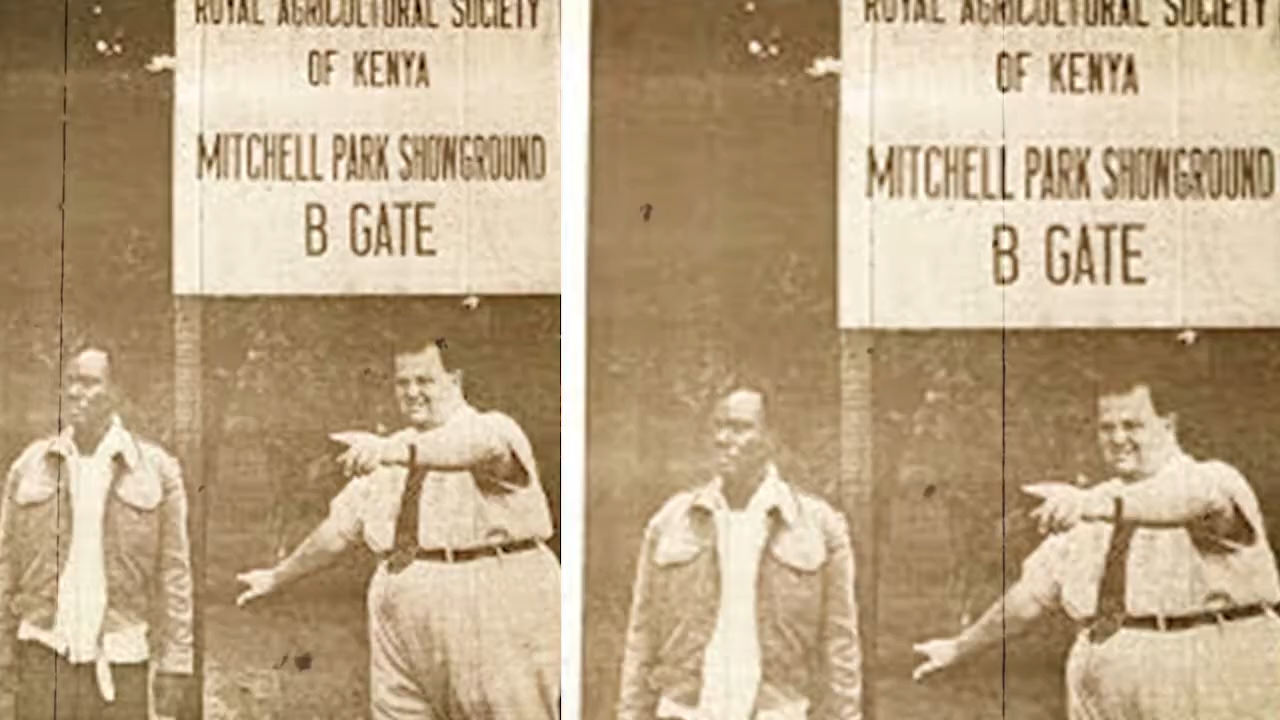 ROYAL AGRICULTURAL SOCIETY
OF KENYA
MITCHELL PARK SHOWGROUND
B GATE
ROYAL AGRICULTURAL SOCIETY
OF KENYA
MITCHELL PARK SHOWGROUND
B GATE